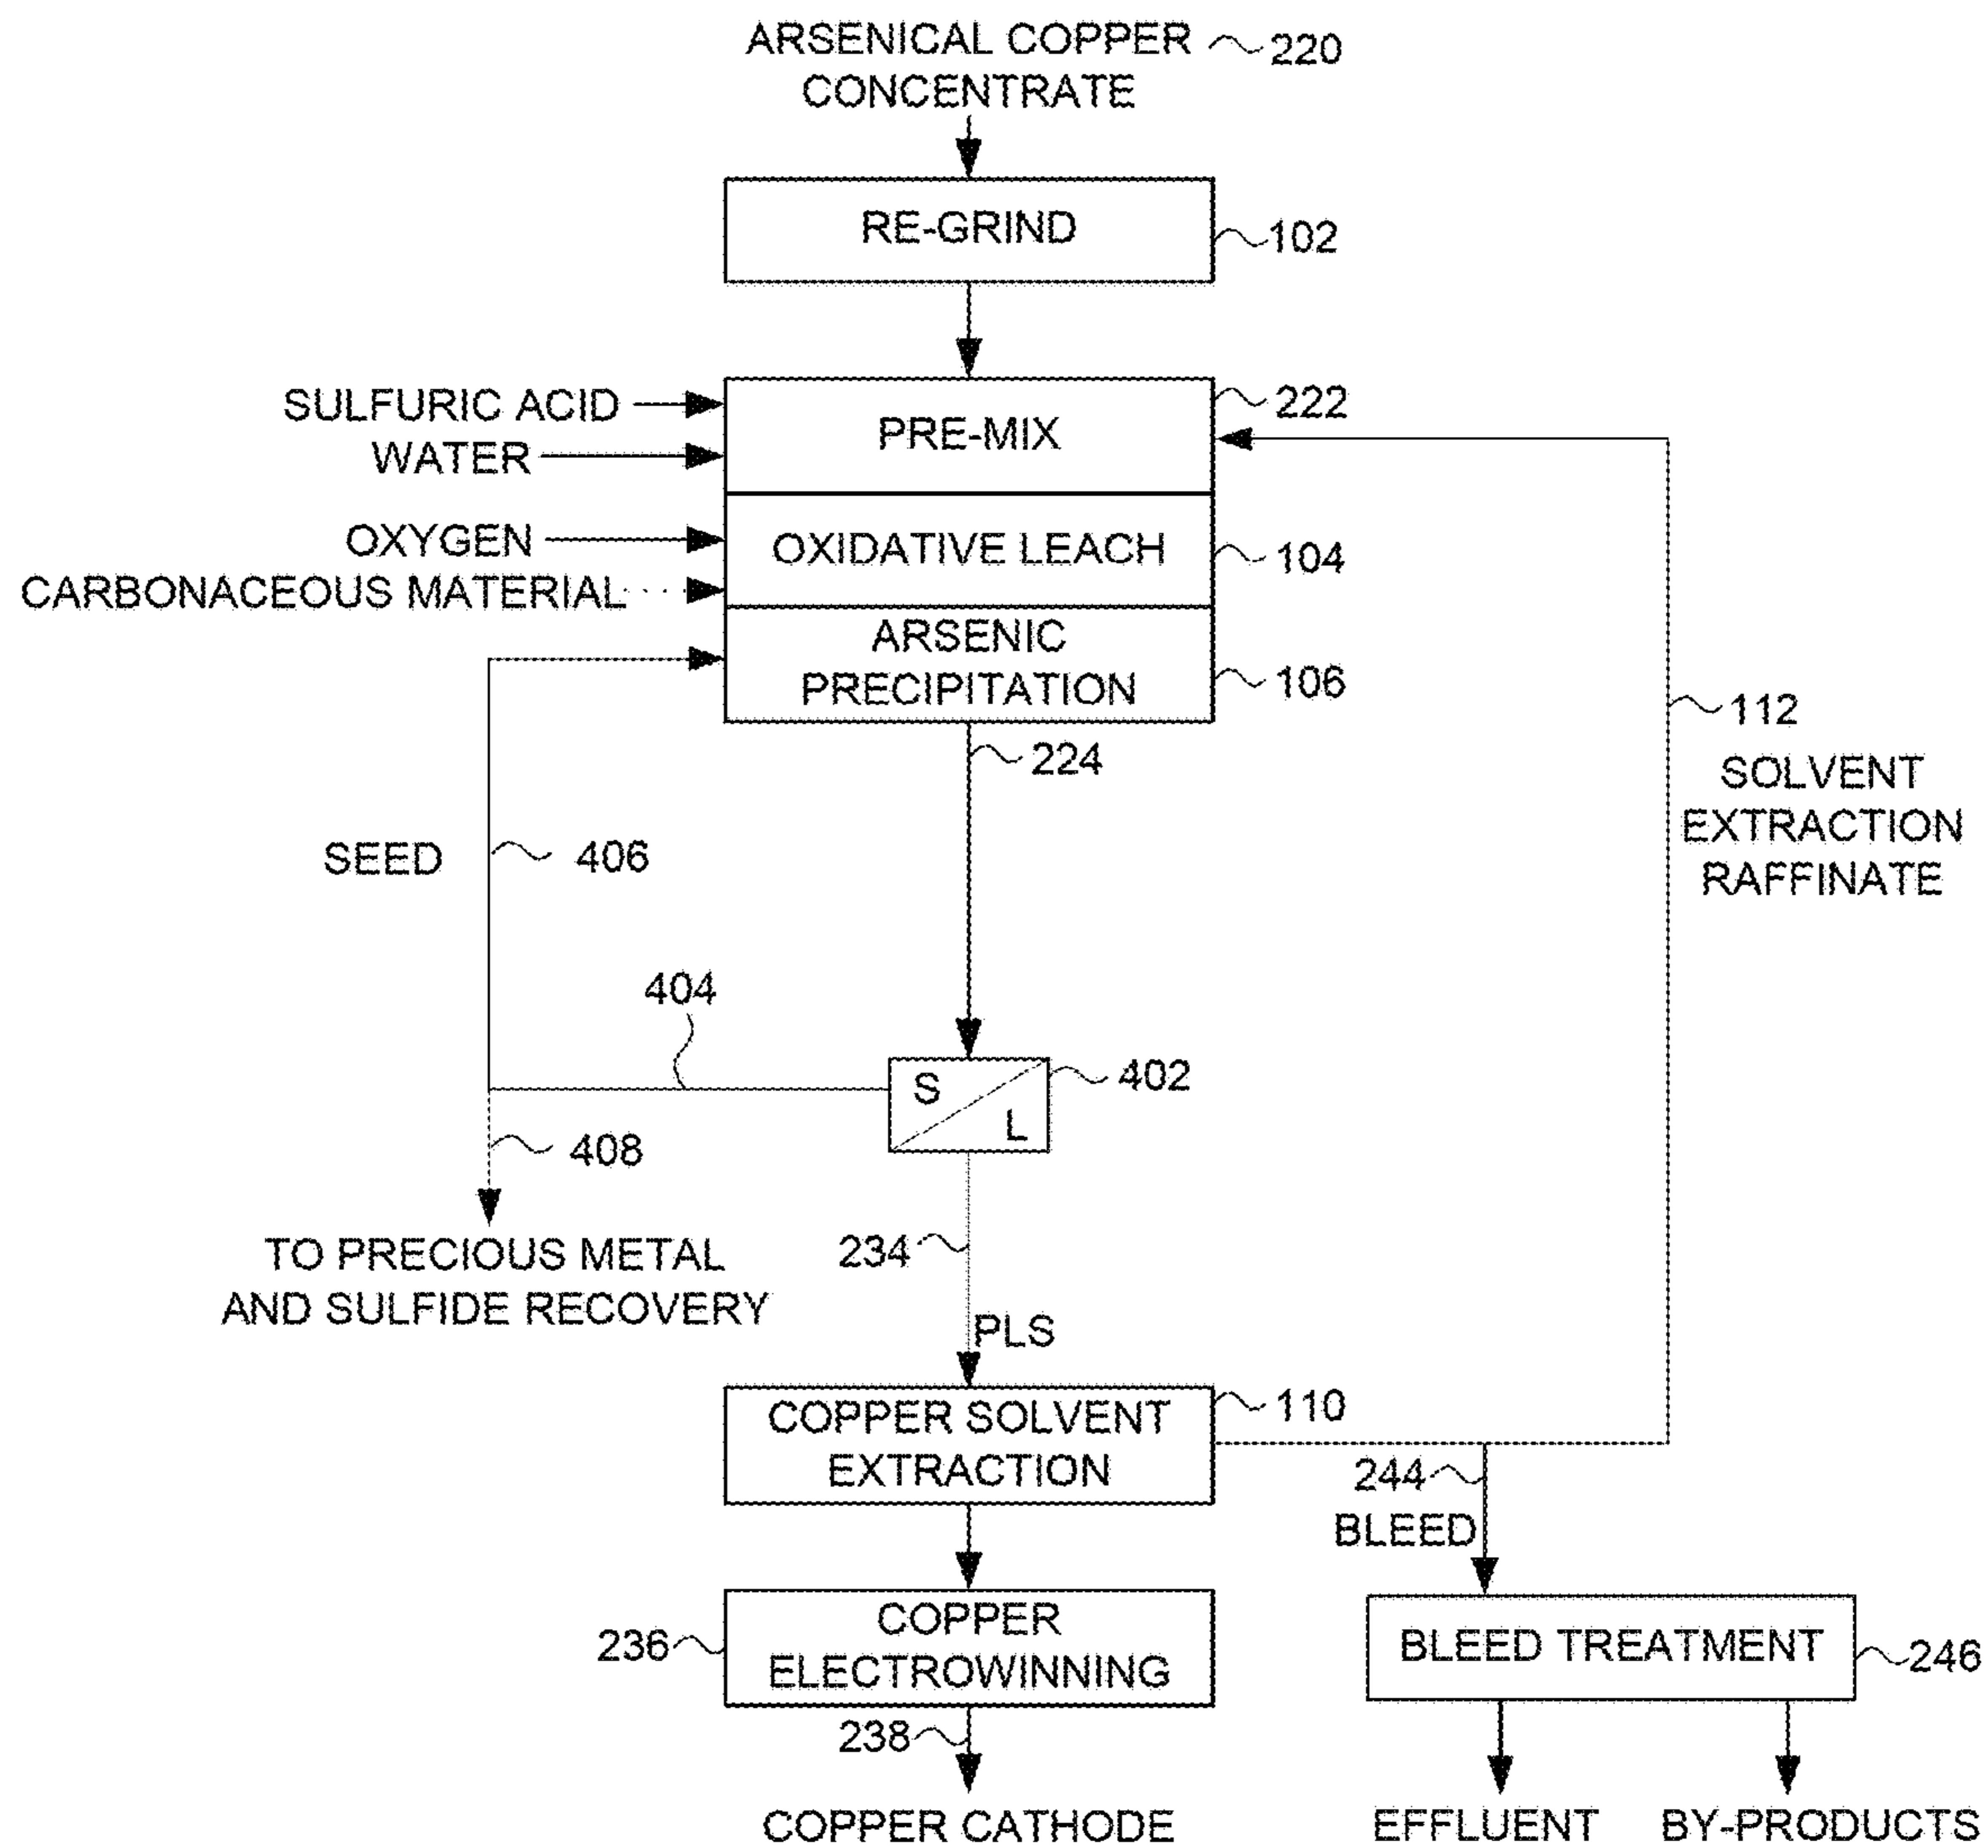 ARSENICAL COPPER
CONCENTRATE
220
RE-GRIND
102
SULFURIC ACID
WATER
PRE-MIX
222
OXYGEN
CARBONACEOUS MATERIAL
OXIDATIVE LEACH
104
ARSENIC
PRECIPITATION
106
112
SOLVENT
EXTRACTION
RAFFINATE
224
SEED
406
404
S
L
402
408
TO PRECIOUS METAL
AND SULFIDE RECOVERY
234
PLS
COPPER SOLVENT
EXTRACTION
110
244
BLEED
236
COPPER
ELECTROWINNING
BLEED TREATMENT
246
238
COPPER CATHODE
EFFLUENT
BY-PRODUCTS